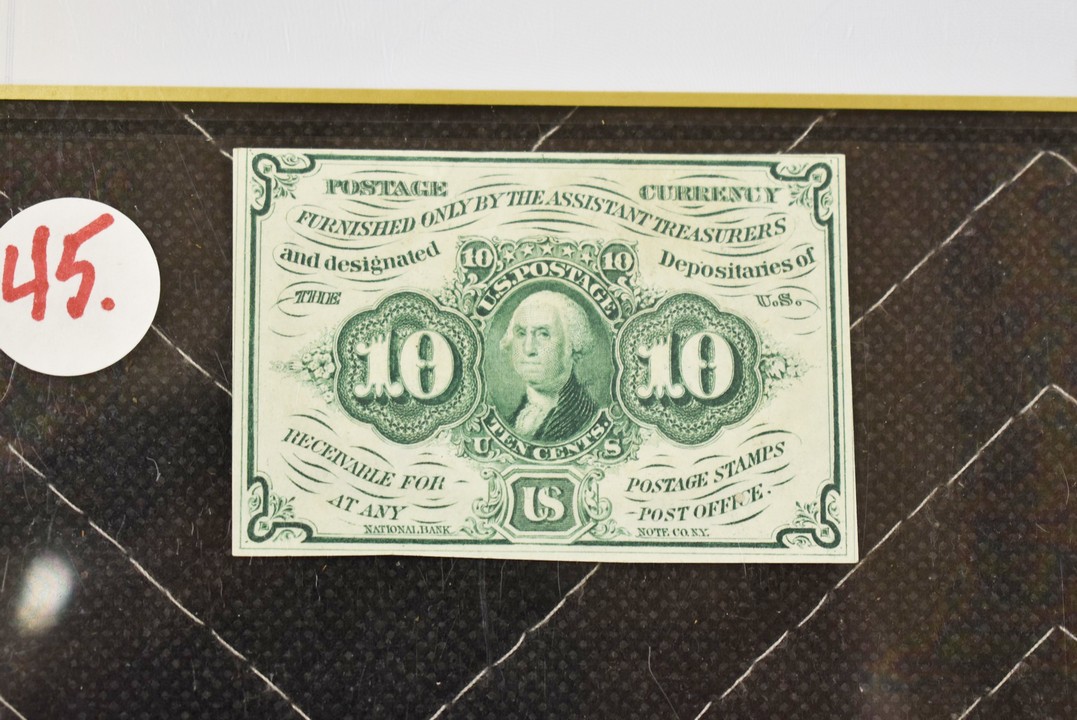 45.
POSTAGE CURRENCY
FURNISHED ONLY BY THE ASSISTANT TREASURERS
and designated Depositaries of
THE U.S.
10 10
U.S. POSTAGE
10 10
TEN CENTS.
U S
RECEIVABLE FOR POSTAGE STAMPS
AT ANY POST OFFICE.
US
NATIONAL BANK NOTE CO. N.Y.